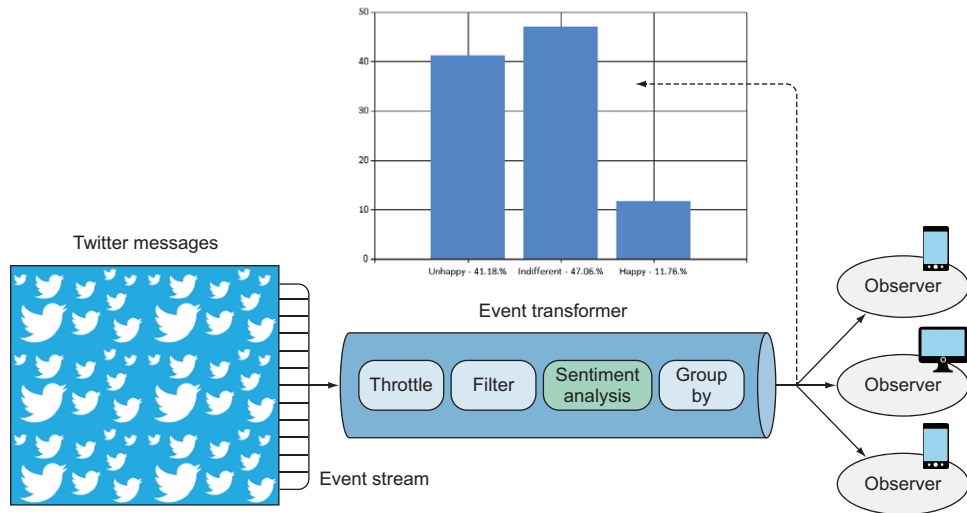 50
40
30
20
10
0
Unhappy - 41.18.% Indifferent - 47.06.% Happy - 11.76.%
Twitter messages
Event transformer
Throttle
Filter
Sentiment
analysis
Group
by
Event stream
Observer
Observer
Observer